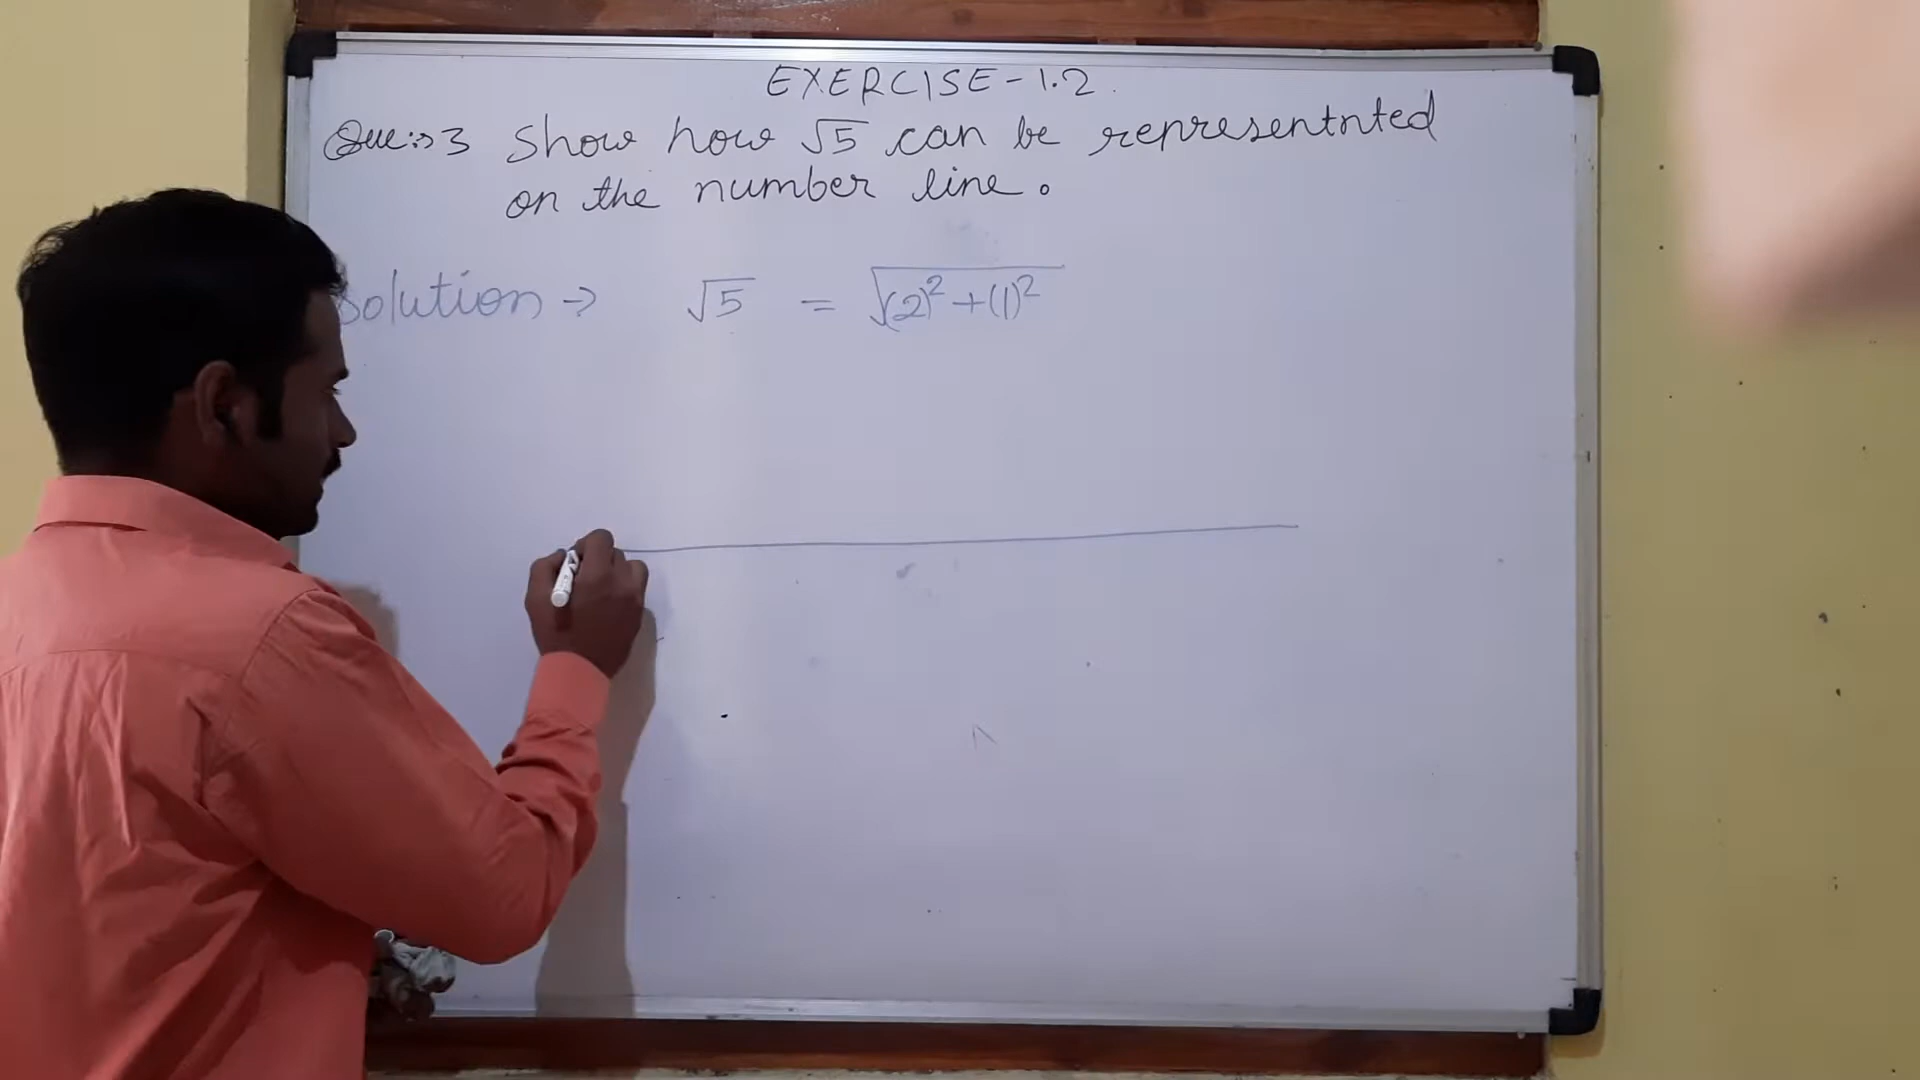 EXERCISE-1.2.
Que:→3 Show how √5 can be representnted
on the number line.
Solution → √5 = √(2)² + (1)²